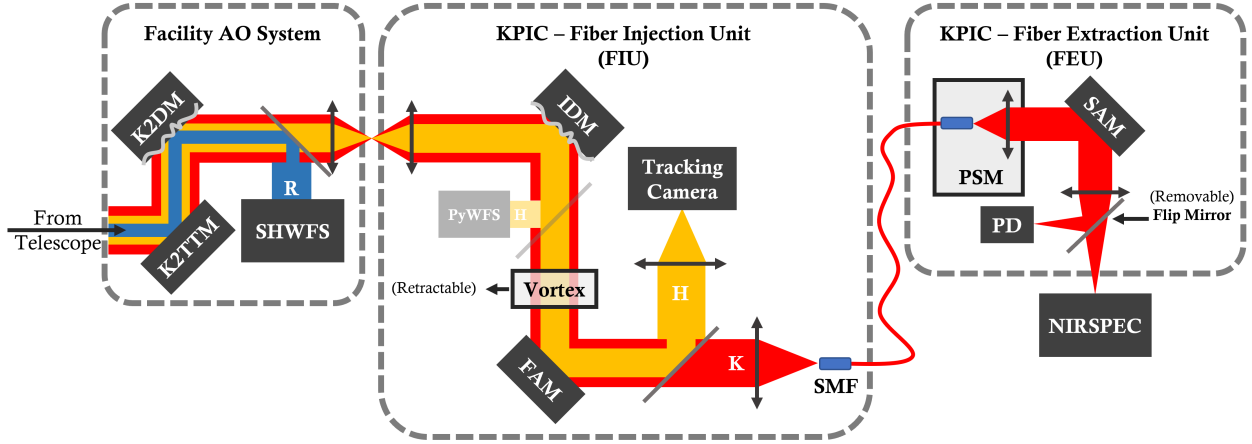 Facility AO System
K2DM
R
SHWFS
K2TTM
From
Telescope
KPIC – Fiber Injection Unit
(FIU)
IDM
PyWFS
H
(Retractable)
Vortex
FAM
Tracking
Camera
H
K
SMF
KPIC – Fiber Extraction Unit
(FEU)
PSM
SAM
PD
(Removable)
Flip Mirror
NIRSPEC